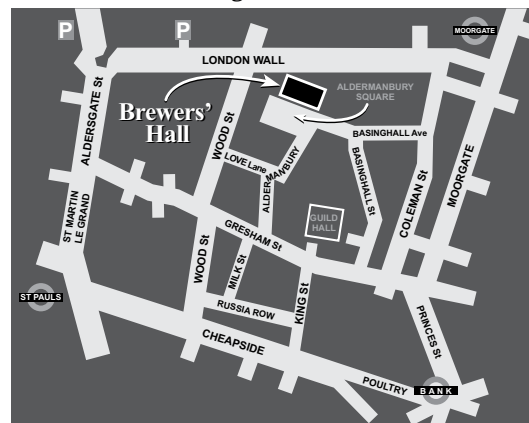 P
P
MOORGATE
LONDON WALL
ALDERMANBURY
SQUARE
Brewers'
Hall
ALDERSGATE St
WOOD St
BASINGHALL Ave
LOVE Lane
ALDERMANBURY
BASINGHALL St
COLEMAN St
MOORGATE
ST MARTIN
LE GRAND
GUILD
HALL
GRESHAM St
WOOD St
MILK St
KING St
ST PAULS
RUSSIA ROW
PRINCES St
CHEAPSIDE
POULTRY
BANK